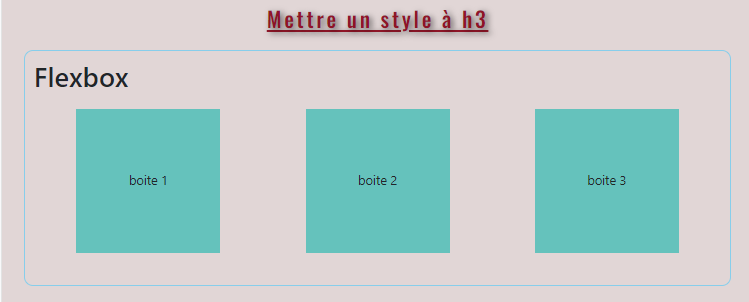 Mettre un style à h3
Flexbox
boite 1 boite 2 boite 3